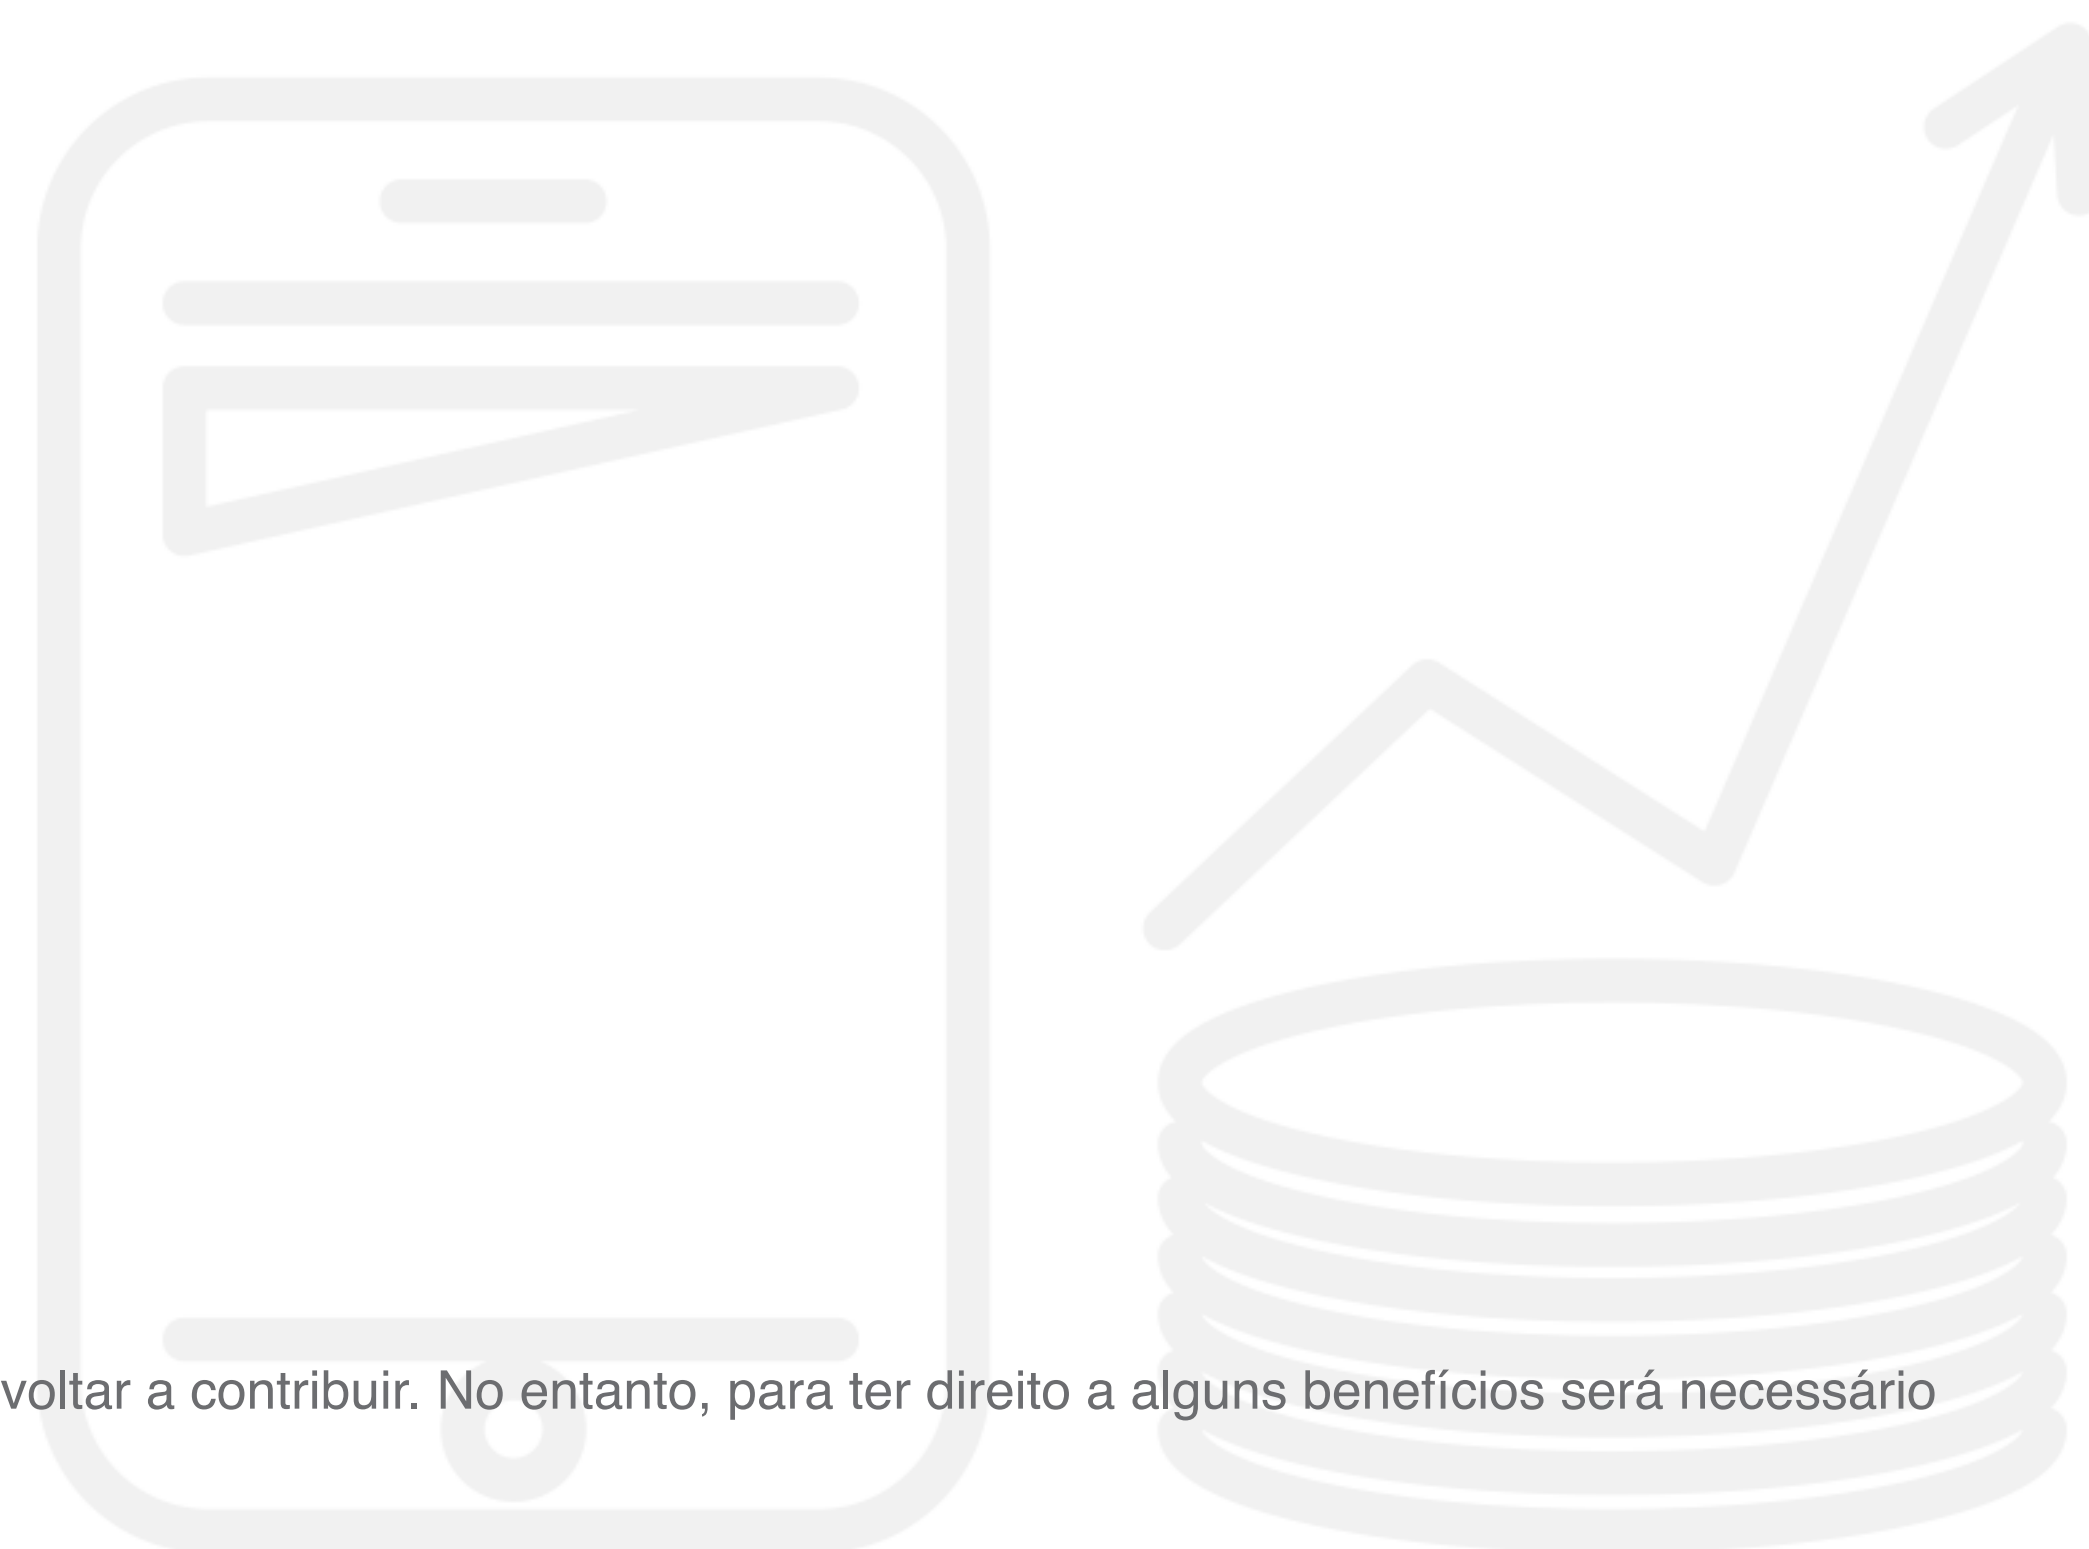 voltar a contribuir. No entanto, para ter direito a alguns benefícios será necessário